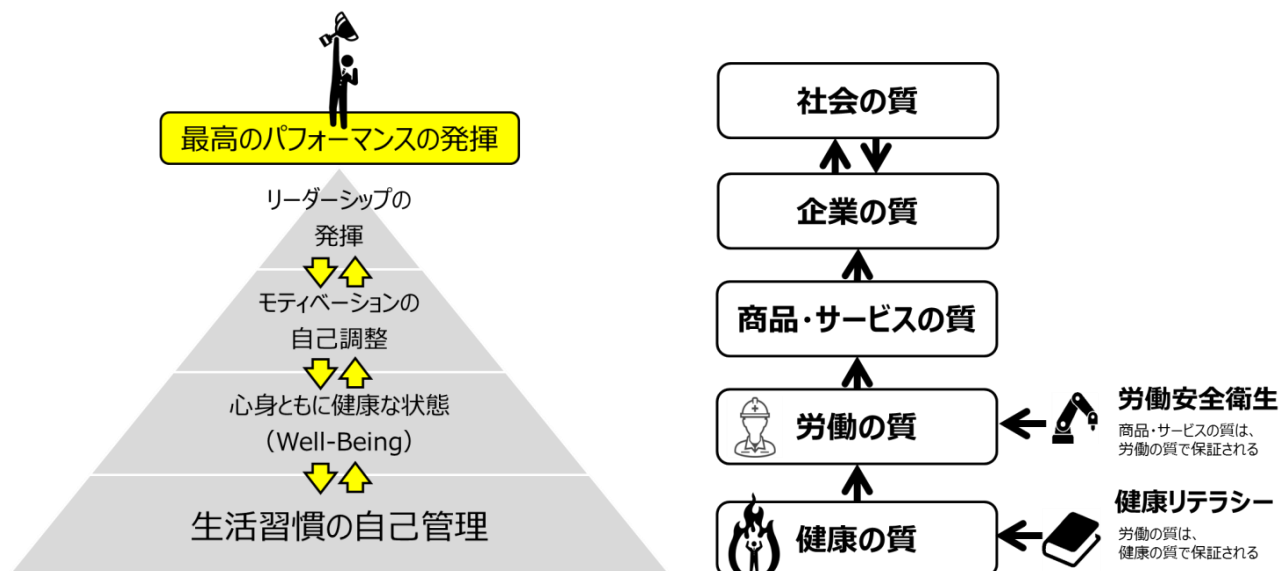 最高のパフォーマンスの発揮
リーダーシップの
発揮
モティベーションの
自己調整
心身ともに健康な状態
（Well-Being）
生活習慣の自己管理
社会の質
企業の質
商品・サービスの質
労働の質
健康の質
労働安全衛生
商品・サービスの質は、
労働の質で保証される
健康リテラシー
労働の質は、
健康の質で保証される